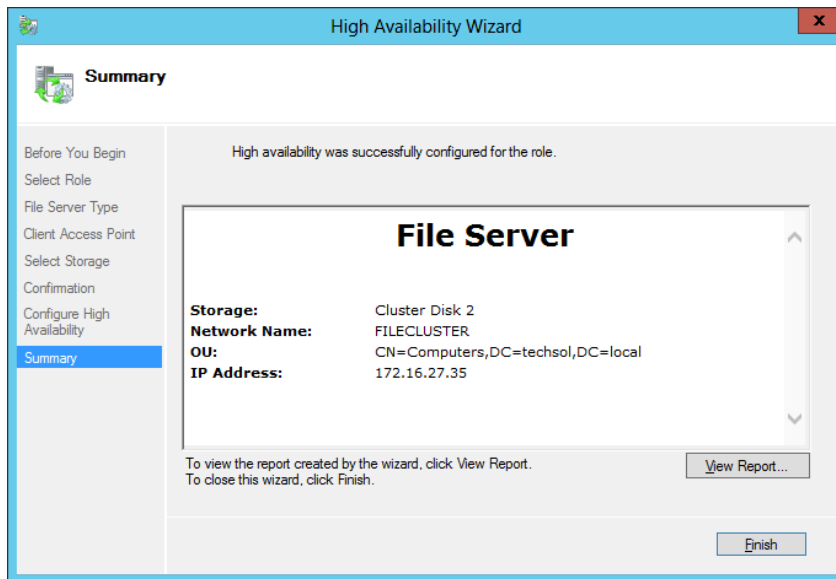 High Availability Wizard
x
Summary
Before You Begin
Select Role
File Server Type
Client Access Point
Select Storage
Confirmation
Configure High
Availability
Summary
High availability was successfully configured for the role.
File Server
Storage: Cluster Disk 2
Network Name: FILECLUSTER
OU: CN=Computers,DC=techsol,DC=local
IP Address: 172.16.27.35
To view the report created by the wizard, click View Report.
To close this wizard, click Finish.
View Report...
Finish